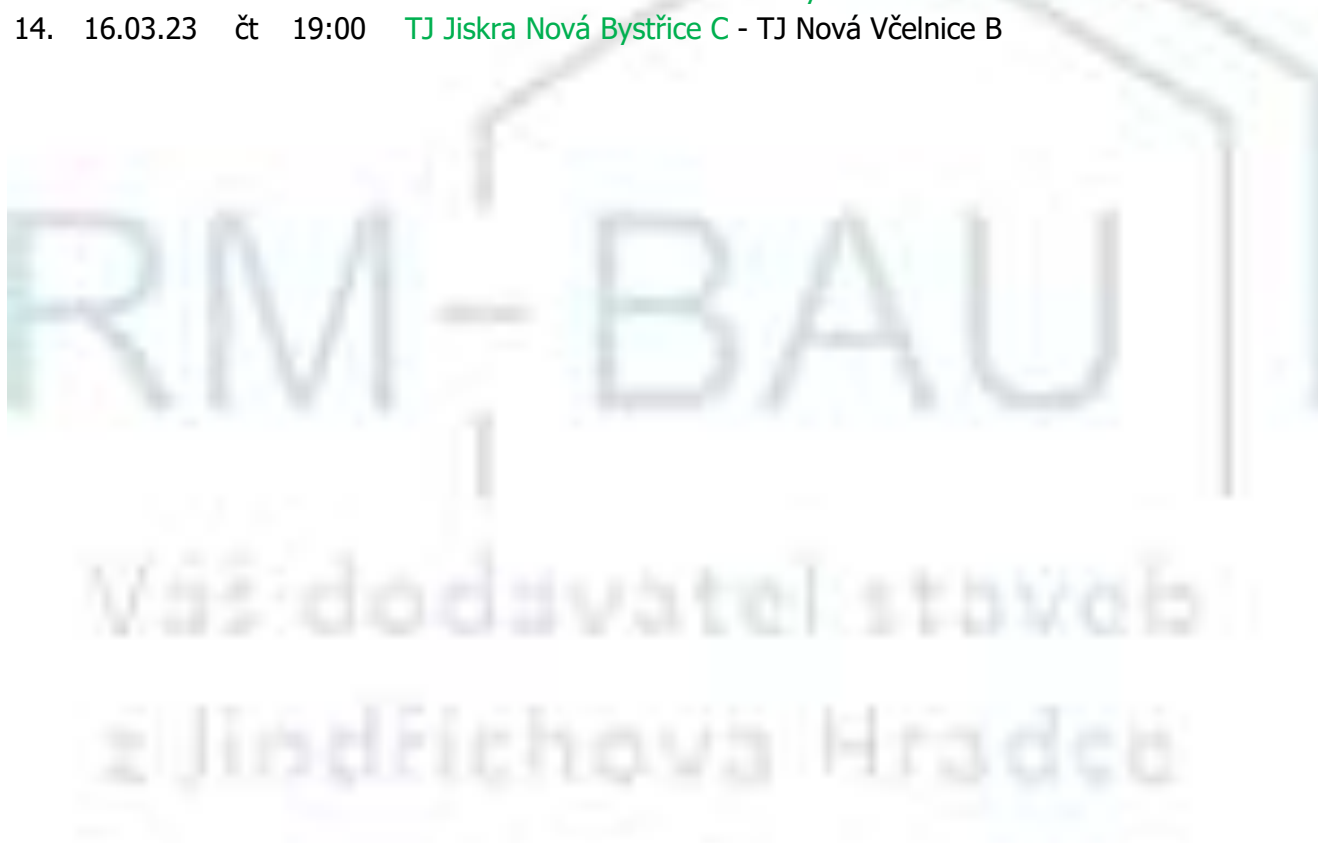 14. 16.03.23 čt 19:00 TJ Jiskra Nová Bystřice C - TJ Nová Včelnice B
RM-BAU
Váš dodavatel staveb
z Jindřichova Hradce